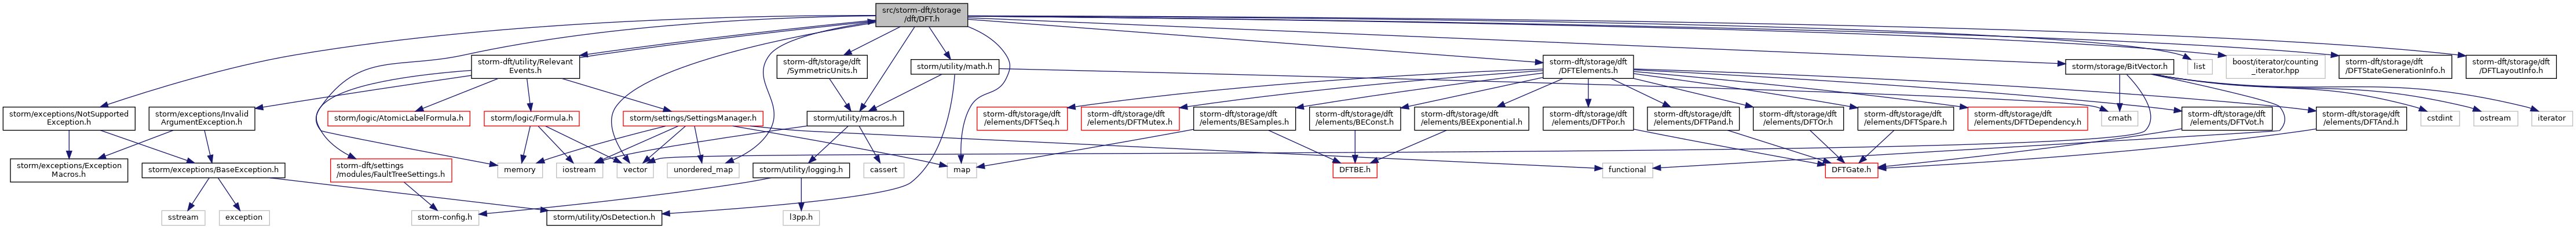 src/storm-dft/storage
/dft/DFT.h
storm-dft/utility/Relevant
Events.h
storm-dft/storage/dft
/SymmetricUnits.h
storm/utility/math.h
storm-dft/storage/dft
/DFTElements.h
storm/storage/BitVector.h
list
boost/iterator/counting
_iterator.hpp
storm-dft/storage/dft
/DFTStateGenerationInfo.h
storm-dft/storage/dft
/DFTLayoutInfo.h
storm/exceptions/NotSupported
Exception.h
storm/exceptions/Invalid
ArgumentException.h
storm/logic/AtomicLabelFormula.h
storm/logic/Formula.h
storm/settings/SettingsManager.h
storm/utility/macros.h
storm-dft/storage/dft
/elements/DFTSeq.h
storm-dft/storage/dft
/elements/DFTMutex.h
storm-dft/storage/dft
/elements/BESamples.h
storm-dft/storage/dft
/elements/BEConst.h
storm-dft/storage/dft
/elements/BEExponential.h
storm-dft/storage/dft
/elements/DFTPor.h
storm-dft/storage/dft
/elements/DFTPand.h
storm-dft/storage/dft
/elements/DFTOr.h
storm-dft/storage/dft
/elements/DFTSpare.h
storm-dft/storage/dft
/elements/DFTDependency.h
cmath
storm-dft/storage/dft
/elements/DFTVot.h
storm-dft/storage/dft
/elements/DFTAnd.h
cstdint
ostream
iterator
storm/exceptions/Exception
Macros.h
storm/exceptions/BaseException.h
storm-dft/settings
/modules/FaultTreeSettings.h
memory
iostream
vector
unordered_map
storm/utility/logging.h
cassert
map
DFTBE.h
functional
DFTGate.h
sstream
exception
storm-config.h
storm/utility/OsDetection.h
l3pp.h